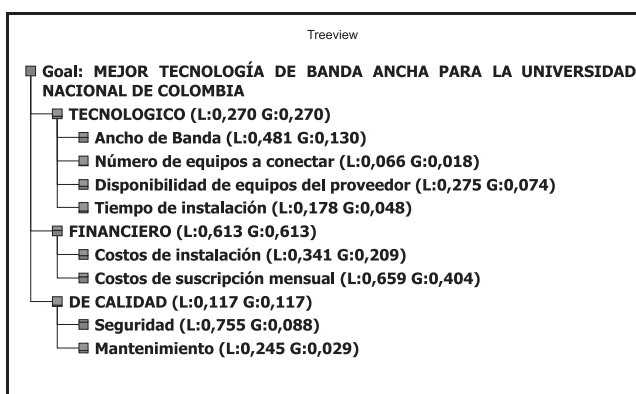 Treeview
Goal: MEJOR TECNOLOGÍA DE BANDA ANCHA PARA LA UNIVERSIDAD
NACIONAL DE COLOMBIA
TECNOLOGICO (L:0,270 G:0,270)
Ancho de Banda (L:0,481 G:0,130)
Número de equipos a conectar (L:0,066 G:0,018)
Disponibilidad de equipos del proveedor (L:0,275 G:0,074)
Tiempo de instalación (L:0,178 G:0,048)
FINANCIERO (L:0,613 G:0,613)
Costos de instalación (L:0,341 G:0,209)
Costos de suscripción mensual (L:0,659 G:0,404)
DE CALIDAD (L:0,117 G:0,117)
Seguridad (L:0,755 G:0,088)
Mantenimiento (L:0,245 G:0,029)